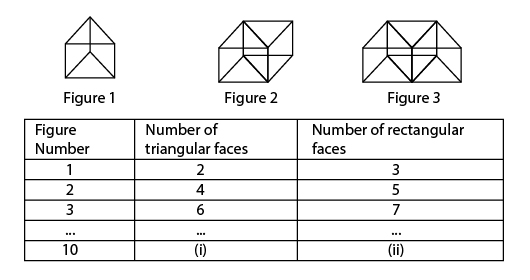 Figure 1 Figure 2 Figure 3
Figure Number of Number of rectangular
Number triangular faces faces
1 2 3
2 4 5
3 6 7
... ... ...
10 (i) (ii)